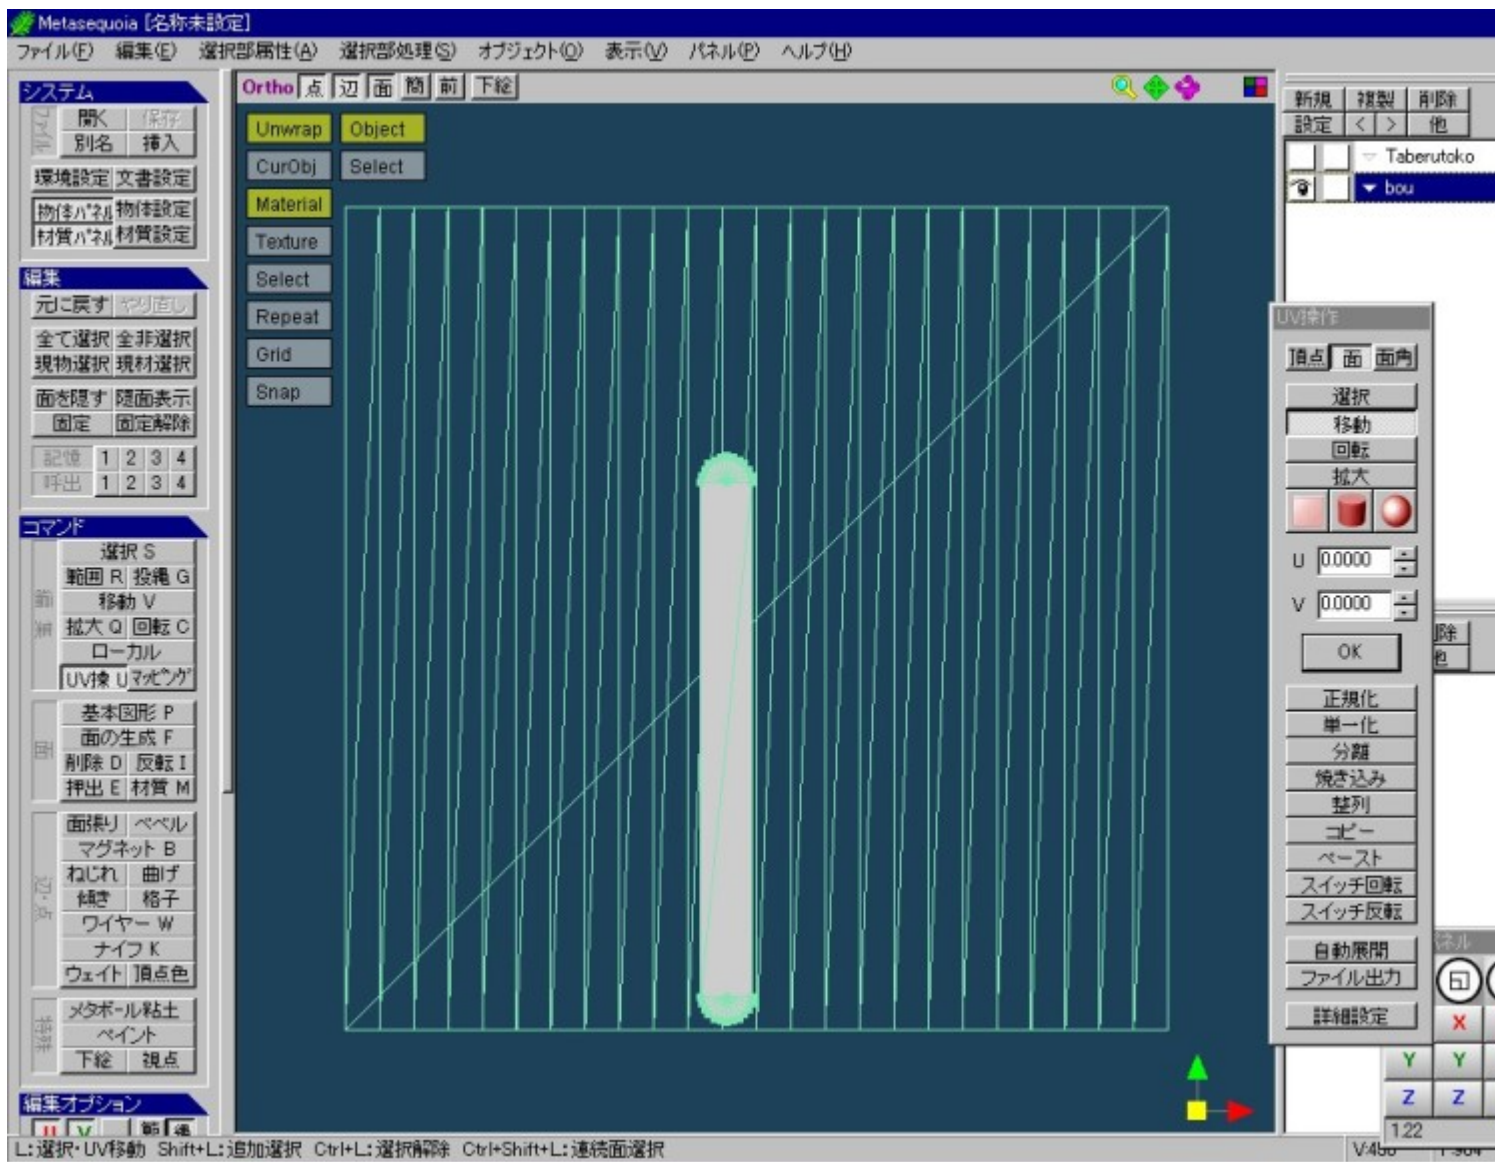 Metasequoia [名称未設定]
ファイル(F) 編集(E) 選択部属性(A) 選択部処理(S) オブジェクト(O) 表示(V) パネル(P) ヘルプ(H)
システム
ファイル 開く 保存
別名 挿入
環境設定 文書設定
物体パネル 物体設定
材質パネル 材質設定
編集
元に戻す やり直し
全て選択 全非選択
現物選択 現材選択
面を隠す 隠面表示
固定 固定解除
記憶 1 2 3 4
呼出 1 2 3 4
コマンド
選択 S
範囲 R 投縄 G
移動 V
拡大 Q 回転 C
ローカル
UV操 U マッピング
面
基本図形 P
面の生成 F
削除 D 反転 I
押出 E 材質 M
辺・点
面張り ベベル
マグネット B
ねじれ 曲げ
傾き 格子
ワイヤー W
ナイフ K
ウェイト 頂点色
特殊
メタボール粘土
ペイント
下絵 視点
編集オプション
Ortho 点 辺 面 簡 前 下絵
Unwrap Object
CurObj Select
Material
Texture
Select
Repeat
Grid
Snap
新規 複製 削除
設定 < > 他
Taberutoko
bou
UV操作
頂点 面 面角
選択
移動
回転
拡大
U 0.0000
V 0.0000
OK
正規化
単一化
分離
焼き込み
整列
コピー
ペースト
スイッチ回転
スイッチ反転
自動展開
ファイル出力
詳細設定
X
Y Y
Z Z
122
L:選択・UV移動 Shift+L:追加選択 Ctrl+L:選択解除 Ctrl+Shift+L:連続面選択